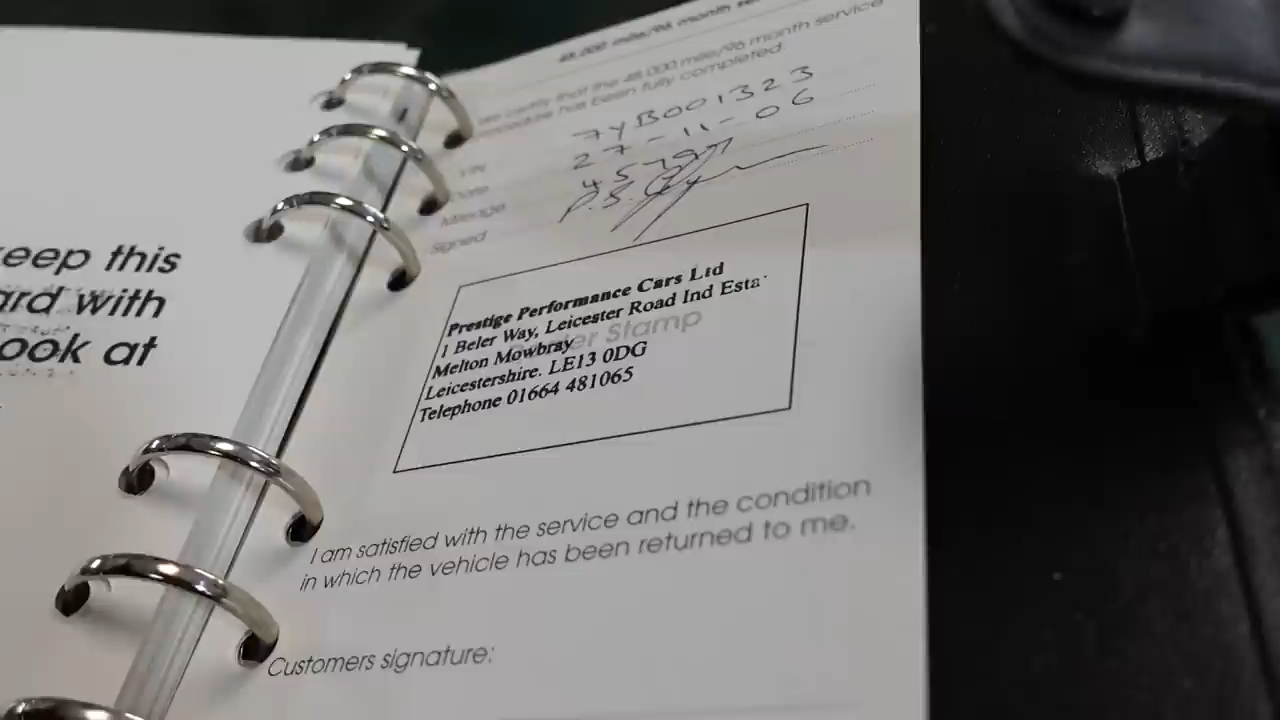 eep this
ard with
ook at
48,000 mile/96 month
We certify that the 48,000 mile/96 month service
procedure has been fully completed.
VIN 7YB001323
Date 27-11-06
Mileage 45797
Signed P.S.
Prestige Performance Cars Ltd
1 Beler Way, Leicester Road Ind Esta
Melton Mowbray
Leicestershire. LE13 0DG
Telephone 01664 481065
Stamp
I am satisfied with the service and the condition
in which the vehicle has been returned to me.
Customers signature: